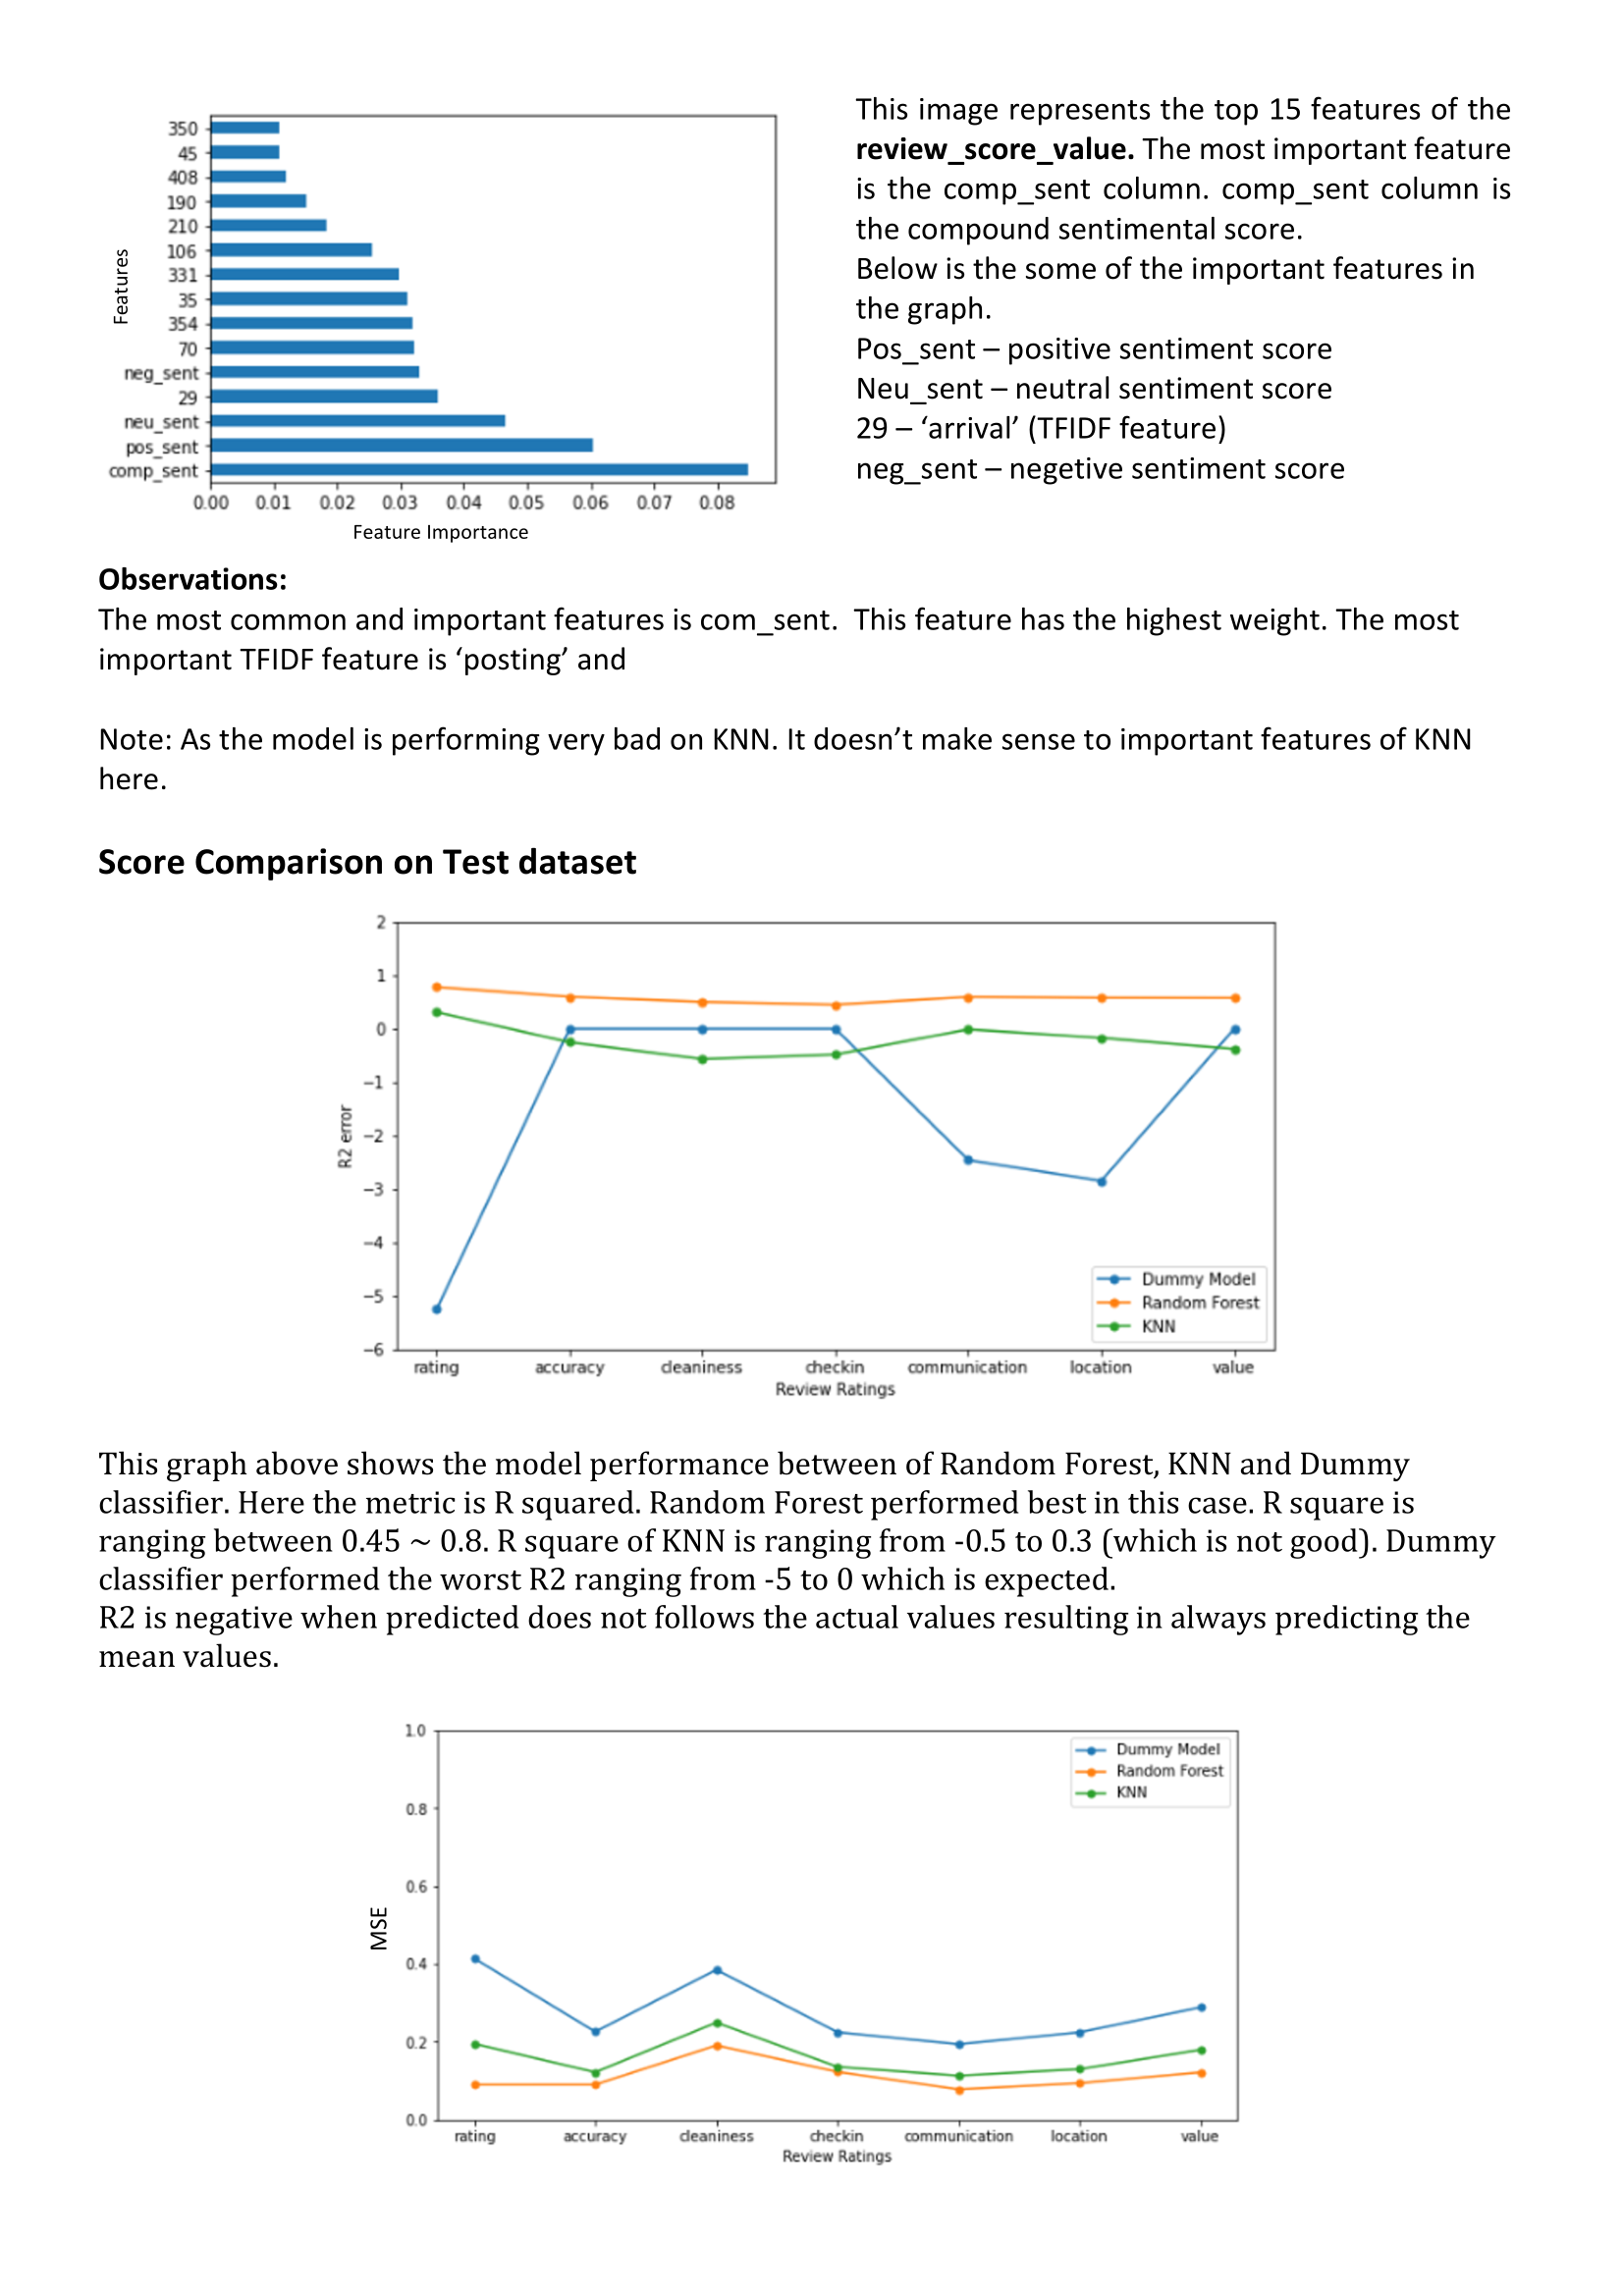 350
45
408
190
210
106
331
35
354
70
neg_sent
29
neu_sent
pos_sent
comp_sent
Features
0.00 0.01 0.02 0.03 0.04 0.05 0.06 0.07 0.08
Feature Importance
This image represents the top 15 features of the
review_score_value. The most important feature
is the comp_sent column. comp_sent column is
the compound sentimental score.
Below is the some of the important features in
the graph.
Pos_sent – positive sentiment score
Neu_sent – neutral sentiment score
29 – ‘arrival’ (TFIDF feature)
neg_sent – negetive sentiment score
Observations:
The most common and important features is com_sent.  This feature has the highest weight. The most
important TFIDF feature is ‘posting’ and
Note: As the model is performing very bad on KNN. It doesn’t make sense to important features of KNN
here.
Score Comparison on Test dataset
2
1
0
−1
−2
−3
−4
−5
−6
R2 error
Dummy Model
Random Forest
KNN
rating accuracy cleaniness checkin communication location value
Review Ratings
This graph above shows the model performance between of Random Forest, KNN and Dummy
classifier. Here the metric is R squared. Random Forest performed best in this case. R square is
ranging between 0.45 ~ 0.8. R square of KNN is ranging from -0.5 to 0.3 (which is not good). Dummy
classifier performed the worst R2 ranging from -5 to 0 which is expected.
R2 is negative when predicted does not follows the actual values resulting in always predicting the
mean values.
1.0
0.8
0.6
0.4
0.2
0.0
MSE
Dummy Model
Random Forest
KNN
rating accuracy cleaniness checkin communication location value
Review Ratings